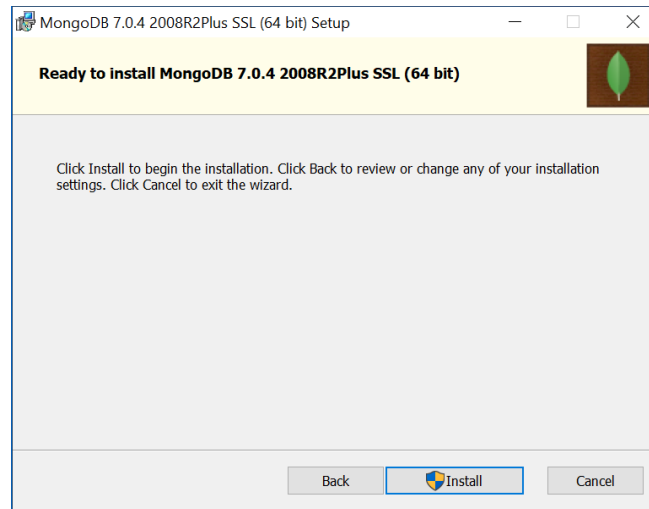 MongoDB 7.0.4 2008R2Plus SSL (64 bit) Setup
Ready to install MongoDB 7.0.4 2008R2Plus SSL (64 bit)
Click Install to begin the installation. Click Back to review or change any of your installation
settings. Click Cancel to exit the wizard.
Back Install Cancel